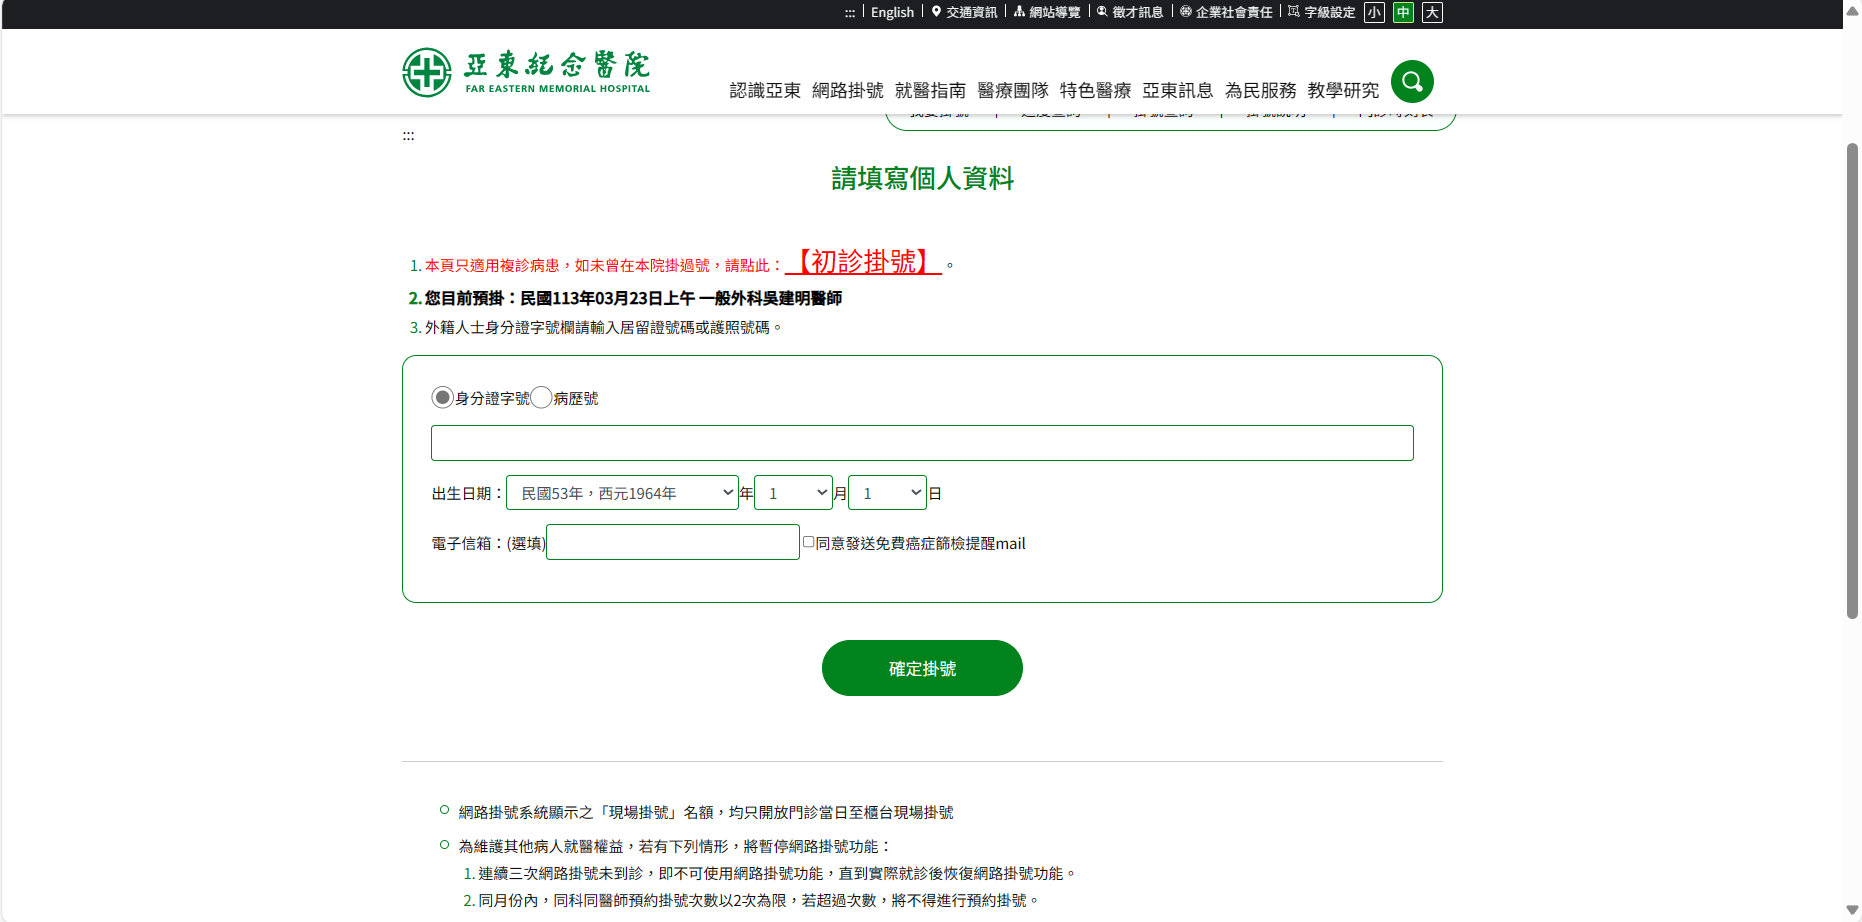 ::: English 交通資訊 網站導覽 徵才訊息 企業社會責任 字級設定 小 中 大
亞東紀念醫院
FAR EASTERN MEMORIAL HOSPITAL
認識亞東 網路掛號 就醫指南 醫療團隊 特色醫療 亞東訊息 為民服務 教學研究
:::
請填寫個人資料
1. 本頁只適用複診病患，如未曾在本院掛過號，請點此：【初診掛號】。
2. 您目前預掛：民國113年03月23日上午 一般外科吳建明醫師
3. 外籍人士身分證字號欄請輸入居留證號碼或護照號碼。
身分證字號 病歷號
出生日期：民國53年，西元1964年 年 1 月 1 日
電子信箱：(選填) 同意發送免費癌症篩檢提醒mail
確定掛號
網路掛號系統顯示之「現場掛號」名額，均只開放門診當日至櫃台現場掛號
為維護其他病人就醫權益，若有下列情形，將暫停網路掛號功能：
1. 連續三次網路掛號未到診，即不可使用網路掛號功能，直到實際就診後恢復網路掛號功能。
2. 同月份內，同科同醫師預約掛號次數以2次為限，若超過次數，將不得進行預約掛號。